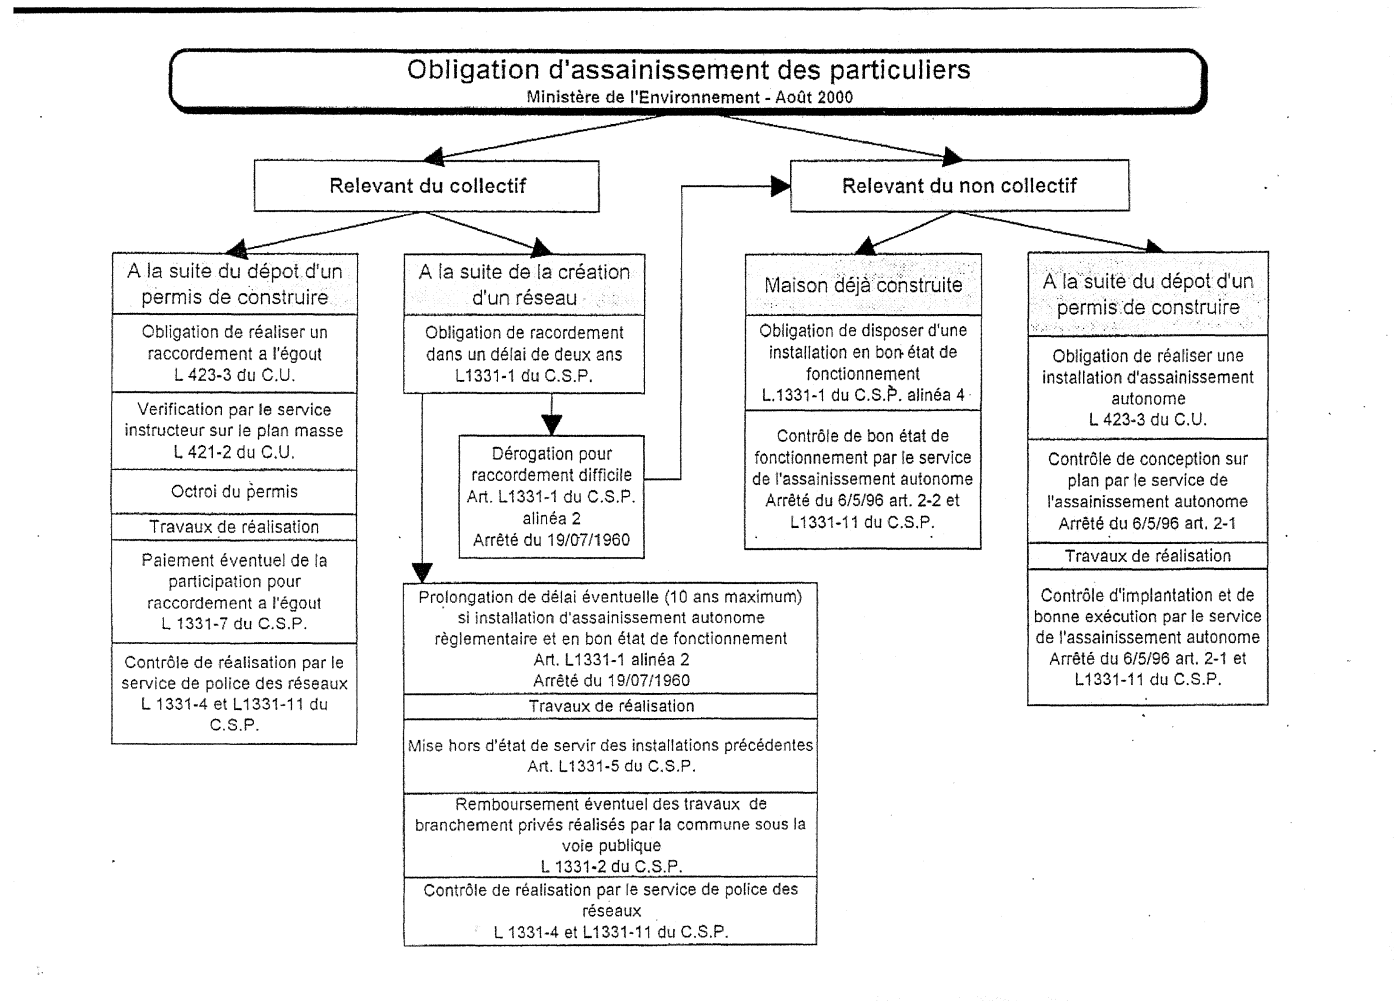 Obligation d'assainissement des particuliers
Ministère de l'Environnement - Août 2000
Relevant du collectif
Relevant du non collectif
A la suite du dépot d'un
permis de construire
Obligation de réaliser un
raccordement a l'égout
L 423-3 du C.U.
Verification par le service
instructeur sur le plan masse
L 421-2 du C.U.
Octroi du permis
Travaux de réalisation
Paiement éventuel de la
participation pour
raccordement a l'égout
L 1331-7 du C.S.P.
Contrôle de réalisation par le
service de police des réseaux
L 1331-4 et L1331-11 du
C.S.P.
A la suite de la création
d'un réseau
Obligation de racordement
dans un délai de deux ans
L1331-1 du C.S.P.
Dérogation pour
raccordement difficile
Art. L1331-1 du C.S.P.
alinéa 2
Arrêté du 19/07/1960
Prolongation de délai éventuelle (10 ans maximum)
si installation d'assainissement autonome
règlementaire et en bon état de fonctionnement
Art. L1331-1 alinéa 2
Arrêté du 19/07/1960
Travaux de réalisation
Mise hors d'état de servir des installations précédentes
Art. L1331-5 du C.S.P.
Remboursement éventuel des travaux de
branchement privés réalisés par la commune sous la
voie publique
L 1331-2 du C.S.P.
Contrôle de réalisation par le service de police des
réseaux
L 1331-4 et L1331-11 du C.S.P.
Maison déjà construite
Obligation de disposer d'une
installation en bon état de
fonctionnement
L.1331-1 du C.S.P. alinéa 4
Contrôle de bon état de
fonctionnement par le service
de l'assainissement autonome
Arrêté du 6/5/96 art. 2-2 et
L1331-11 du C.S.P.
A la suite du dépot d'un
permis de construire
Obligation de réaliser une
installation d'assainissement
autonome
L 423-3 du C.U.
Contrôle de conception sur
plan par le service de
l'assainissement autonome
Arrêté du 6/5/96 art. 2-1
Travaux de réalisation
Contrôle d'implantation et de
bonne exécution par le service
de l'assainissement autonome
Arrêté du 6/5/96 art. 2-1 et
L1331-11 du C.S.P.